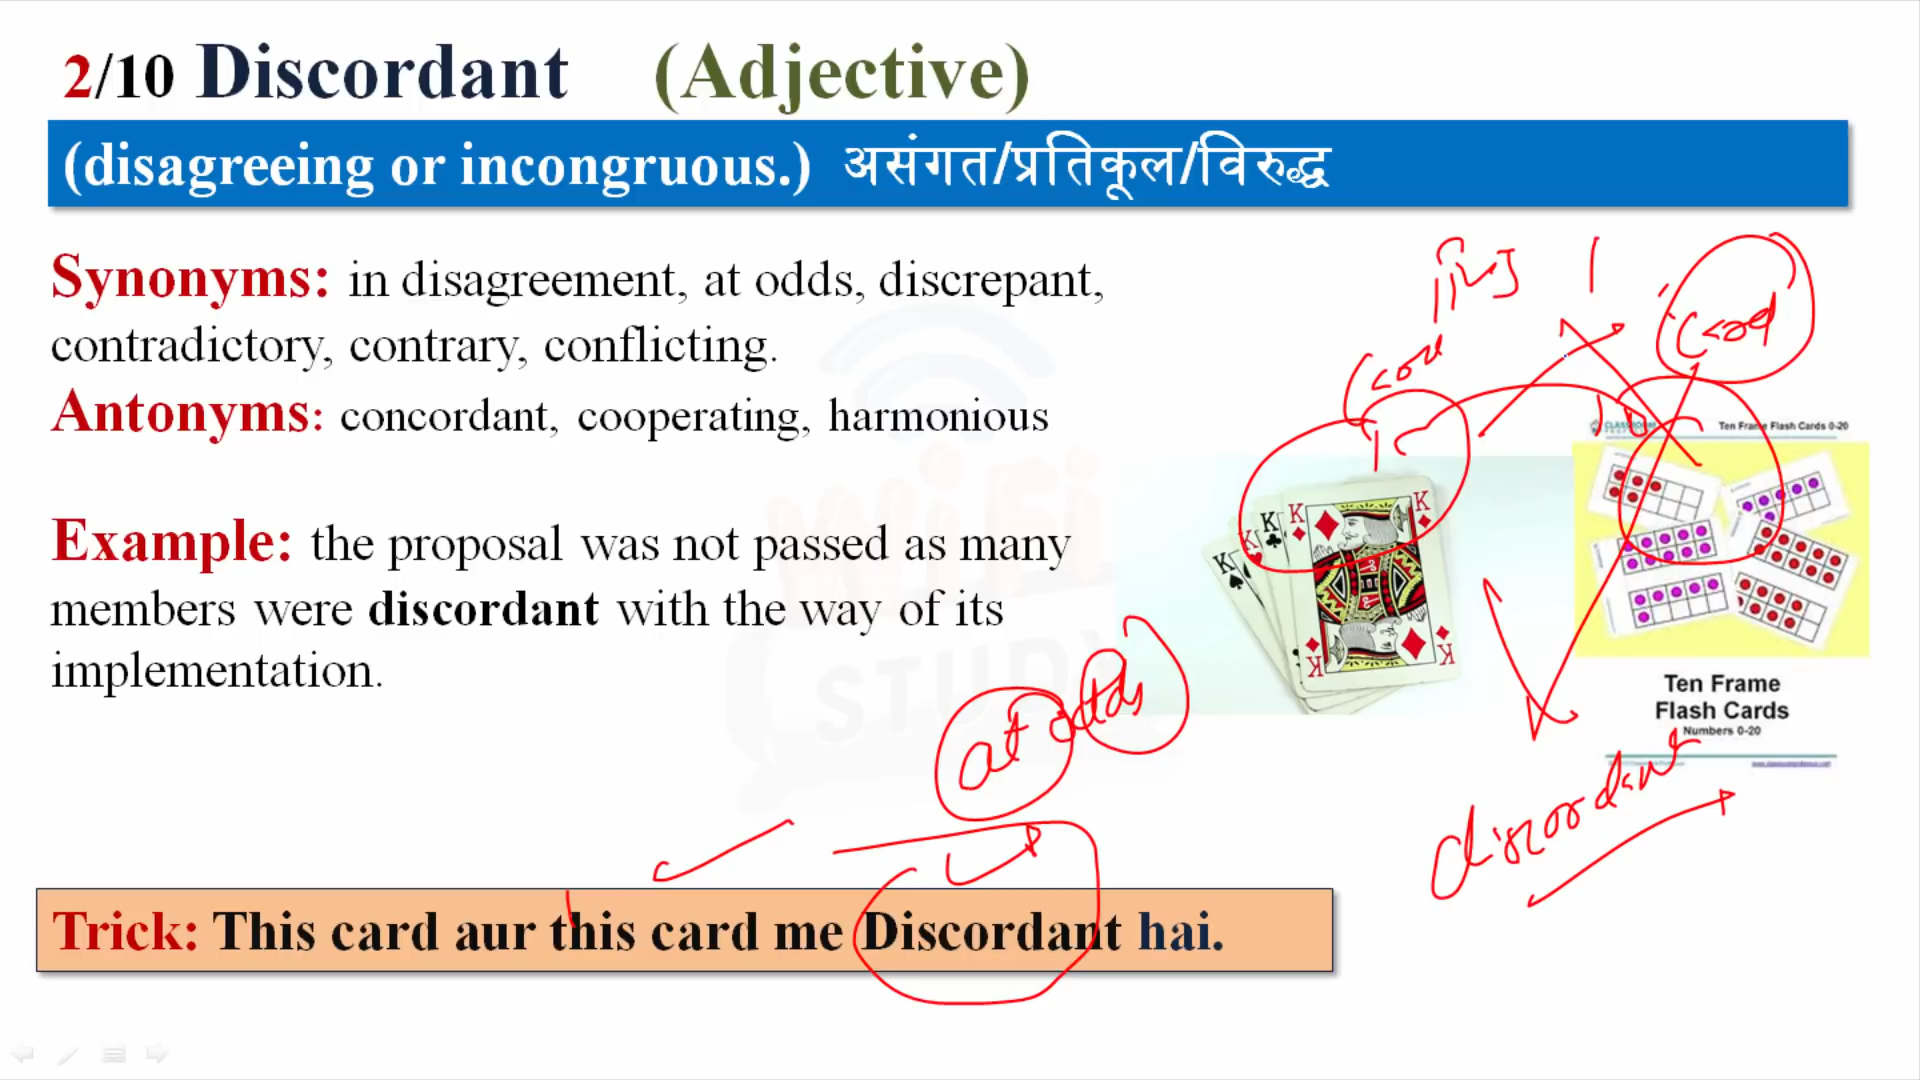 2/10 Discordant (Adjective)
(disagreeing or incongruous.) असंगत/प्रतिकूल/विरुद्ध
Synonyms: in disagreement, at odds, discrepant,
contradictory, contrary, conflicting.
Antonyms: concordant, cooperating, harmonious
Example: the proposal was not passed as many
members were discordant with the way of its
implementation.
at odds
Ten Frame Flash Cards 0-20
K K K K
K
K K
Ten Frame
Flash Cards
Numbers 0-20
discordant
WiFi
STUDY
Trick: This card aur this card me Discordant hai.